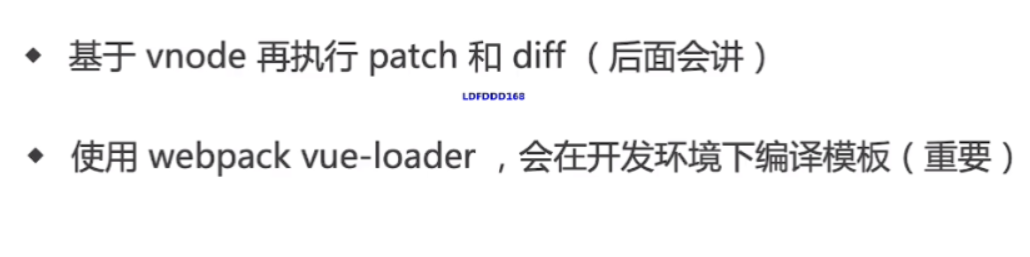 ◆ 基于 vnode 再执行 patch 和 diff （后面会讲）
LDFDDD168
◆ 使用 webpack vue-loader ，会在开发环境下编译模板（重要）